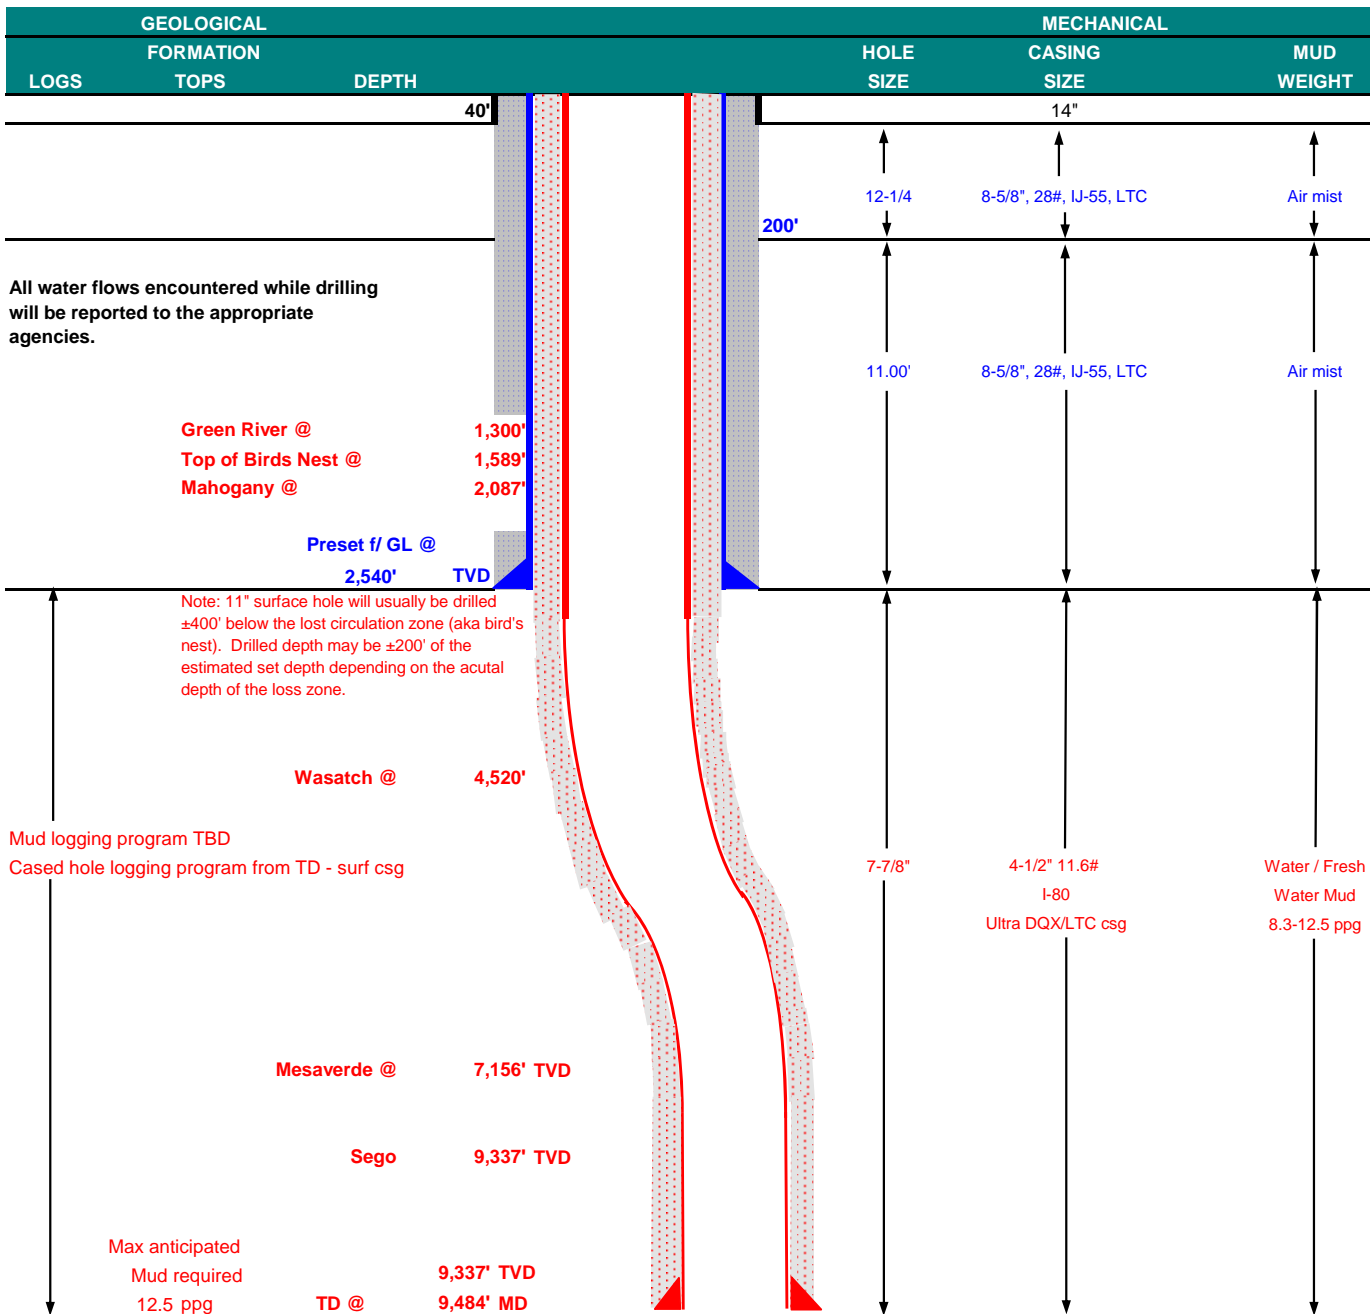 GEOLOGICAL MECHANICAL
FORMATION HOLE CASING MUD
LOGS TOPS DEPTH SIZE SIZE WEIGHT
40' 14"
12-1/4 8-5/8", 28#, IJ-55, LTC Air mist
200'
All water flows encountered while drilling
will be reported to the appropriate
agencies.
11.00' 8-5/8", 28#, IJ-55, LTC Air mist
Green River @ 1,300'
Top of Birds Nest @ 1,589'
Mahogany @ 2,087'
Preset f/ GL @
2,540' TVD
Note: 11" surface hole will usually be drilled
±400' below the lost circulation zone (aka bird's
nest). Drilled depth may be ±200' of the
estimated set depth depending on the acutal
depth of the loss zone.
Wasatch @ 4,520'
Mud logging program TBD
Cased hole logging program from TD - surf csg
7-7/8" 4-1/2" 11.6# Water / Fresh
I-80 Water Mud
Ultra DQX/LTC csg 8.3-12.5 ppg
Mesaverde @ 7,156' TVD
Sego 9,337' TVD
Max anticipated
Mud required 9,337' TVD
12.5 ppg TD @ 9,484' MD